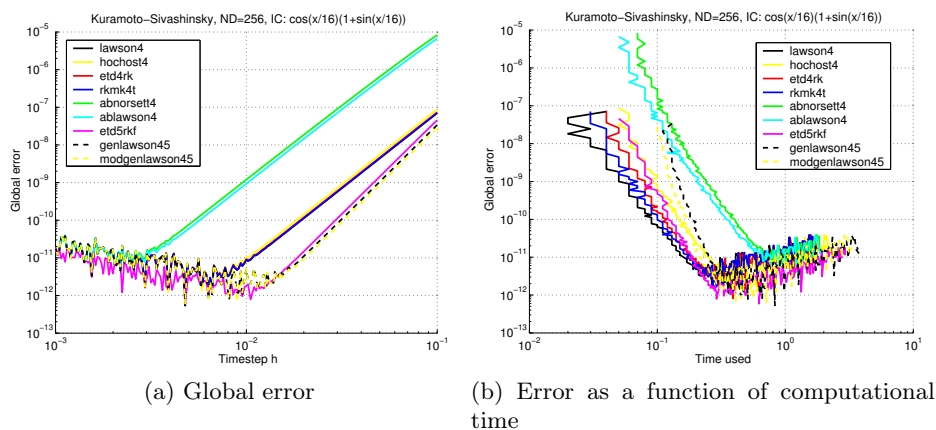 Kuramoto-Sivashinsky, ND=256, IC: cos(x/16)(1+sin(x/16))
10^-5
10^-6
10^-7
10^-8
10^-9
10^-10
10^-11
10^-12
10^-13
Global error
lawson4
hochost4
etd4rk
rkmk4t
abnorsett4
ablawson4
etd5rkf
genlawson45
modgenlawson45
10^-3
10^-2
10^-1
Timestep h
(a) Global error
Kuramoto-Sivashinsky, ND=256, IC: cos(x/16)(1+sin(x/16))
10^-5
10^-6
10^-7
10^-8
10^-9
10^-10
10^-11
10^-12
10^-13
Global error
lawson4
hochost4
etd4rk
rkmk4t
abnorsett4
ablawson4
etd5rkf
genlawson45
modgenlawson45
10^-2
10^-1
10^0
10^1
Time used
(b) Error as a function of computational
time